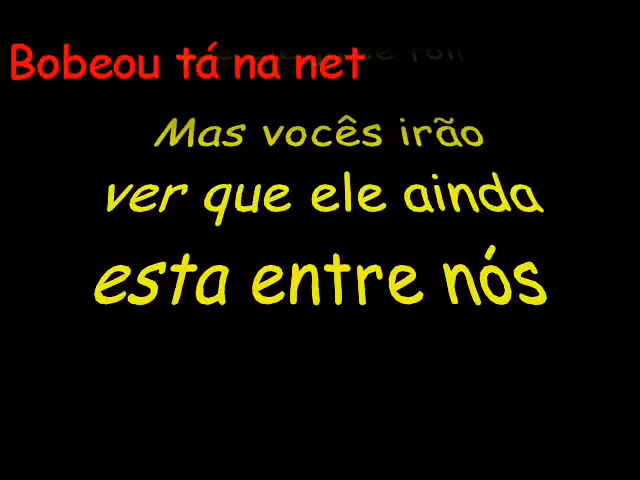 Bobeou tá na net
Mas vocês irão
ver que ele ainda
esta entre nós